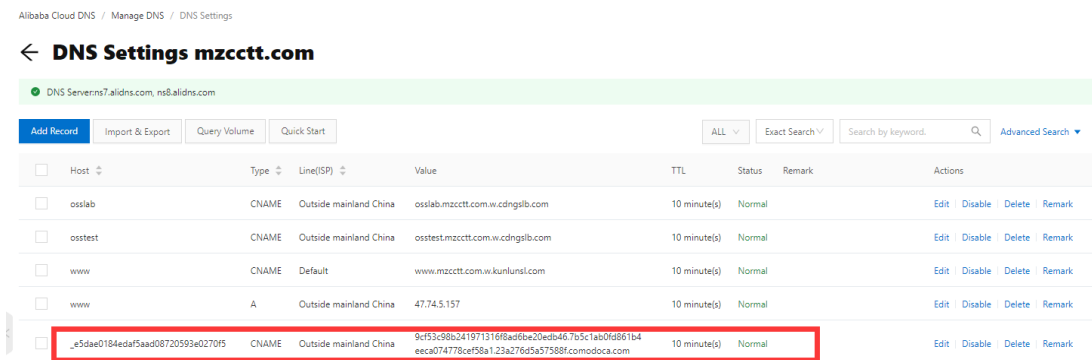 Alibaba Cloud DNS / Manage DNS / DNS Settings
DNS Settings mzcctt.com
DNS Server:ns7.alidns.com, ns8.alidns.com
Add Record Import & Export Query Volume Quick Start ALL Exact Search Search by keyword. Advanced Search
Host Type Line(ISP) Value TTL Status Remark Actions
osslab CNAME Outside mainland China osslab.mzcctt.com.w.cdngslb.com 10 minute(s) Normal Edit Disable Delete Remark
osstest CNAME Outside mainland China osstest.mzcctt.com.w.cdngslb.com 10 minute(s) Normal Edit Disable Delete Remark
www CNAME Default www.mzcctt.com.w.kunlunsl.com 10 minute(s) Normal Edit Disable Delete Remark
www A Outside mainland China 47.74.5.157 10 minute(s) Normal Edit Disable Delete Remark
_e5dae0184edaf5aad08720593e0270f5 CNAME Outside mainland China 9cf53c98b241971316f8ad6be20edb46.7b5c1ab0fd861b4 10 minute(s) Normal Edit Disable Delete Remark
eeca074778cef58a1.23a276d5a57588f.comodoca.com